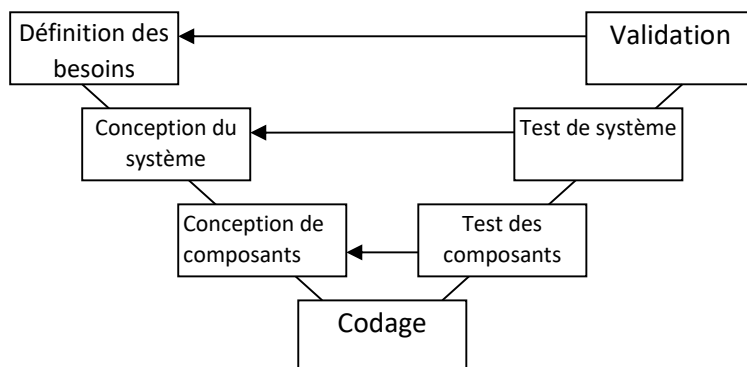 Définition des
besoins
Validation
Conception du
système
Test de système
Conception de
composants
Test des
composants
Codage